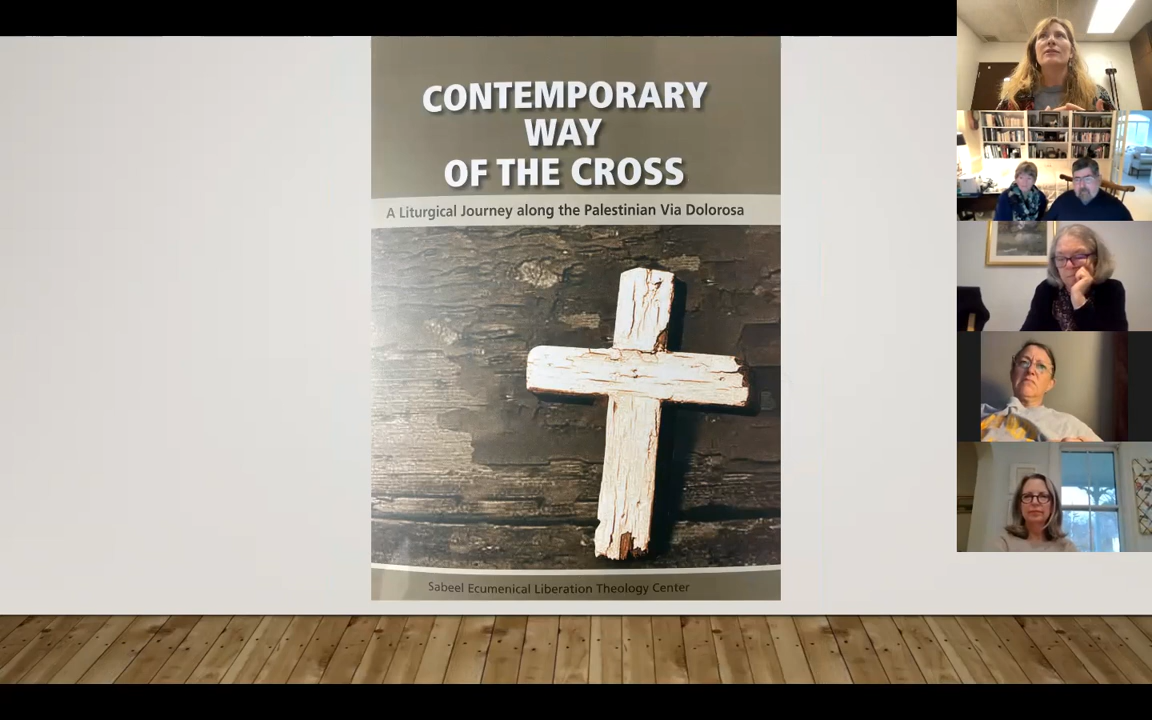 CONTEMPORARY
WAY
OF THE CROSS
A Liturgical Journey along the Palestinian Via Dolorosa
Sabeel Ecumenical Liberation Theology Center